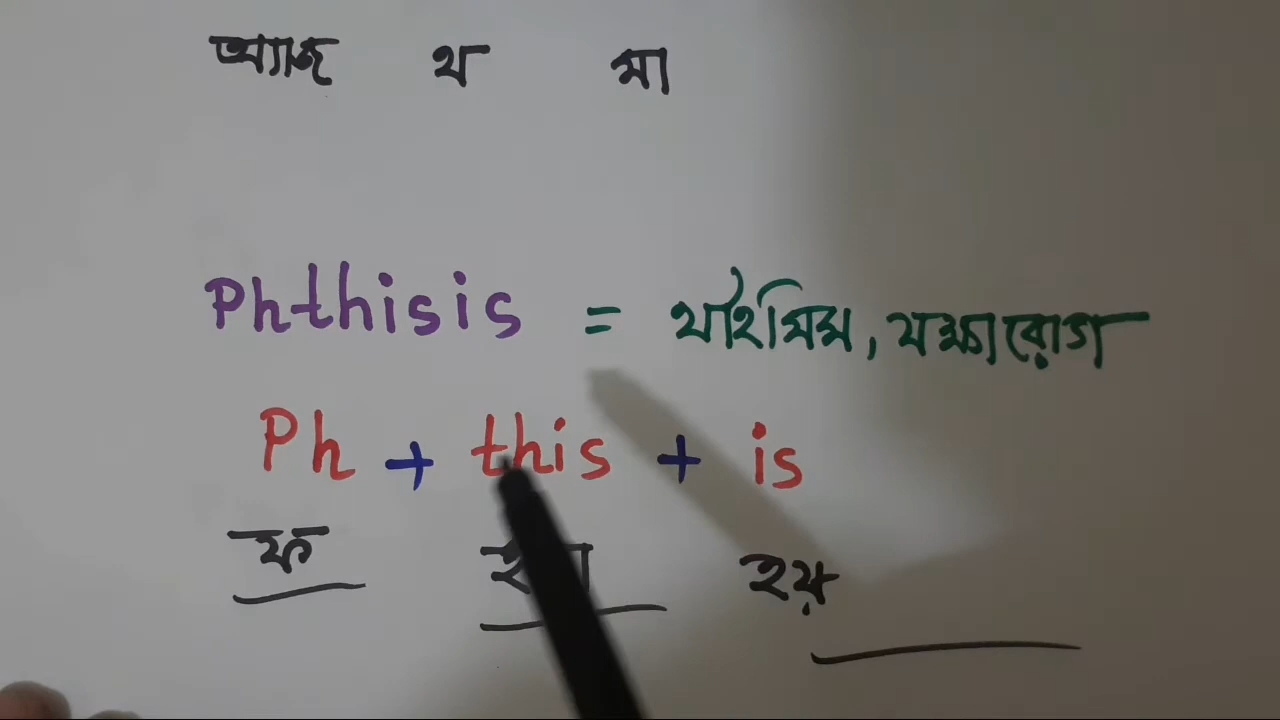 অ্যাজ থ মা
Phthisis = থাইসিস, যক্ষারোগ
Ph + this + is
ফ হয়